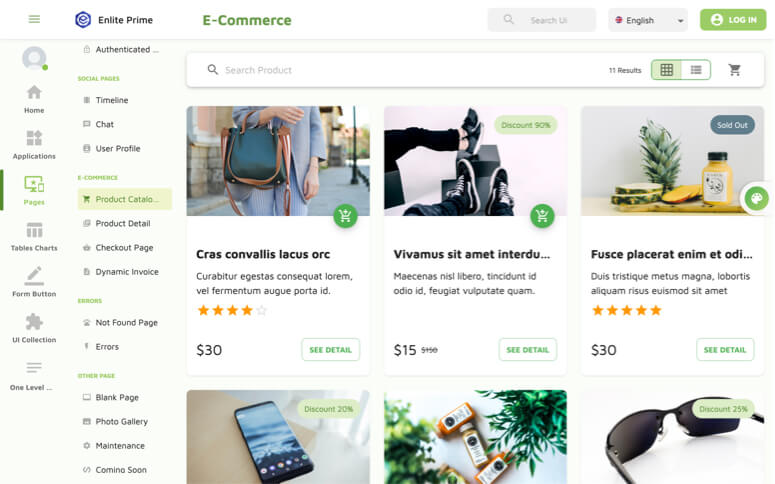 Enlite Prime
E-Commerce
Search Ui
English
LOG IN
Home
Applications
Pages
Tables Charts
Form Button
UI Collection
One Level ...
Authenticated ...
SOCIAL PAGES
Timeline
Chat
User Profile
E-COMMERCE
Product Catalo...
Product Detail
Checkout Page
Dynamic Invoice
ERRORS
Not Found Page
Errors
OTHER PAGE
Blank Page
Photo Gallery
Maintenance
Coming Soon
Search Product
11 Results
Cras convallis lacus orc
Curabitur egestas consequat lorem,
vel fermentum augue porta id.
$30
SEE DETAIL
Discount 90%
Vivamus sit amet interdu...
Maecenas nisl libero, tincidunt id
odio id, feugiat vulputate quam.
$15 $150
SEE DETAIL
Sold Out
Fusce placerat enim et odi...
Duis tristique metus magna, lobortis
aliquam risus euismod sit amet
$30
SEE DETAIL
Discount 20%
Discount 25%